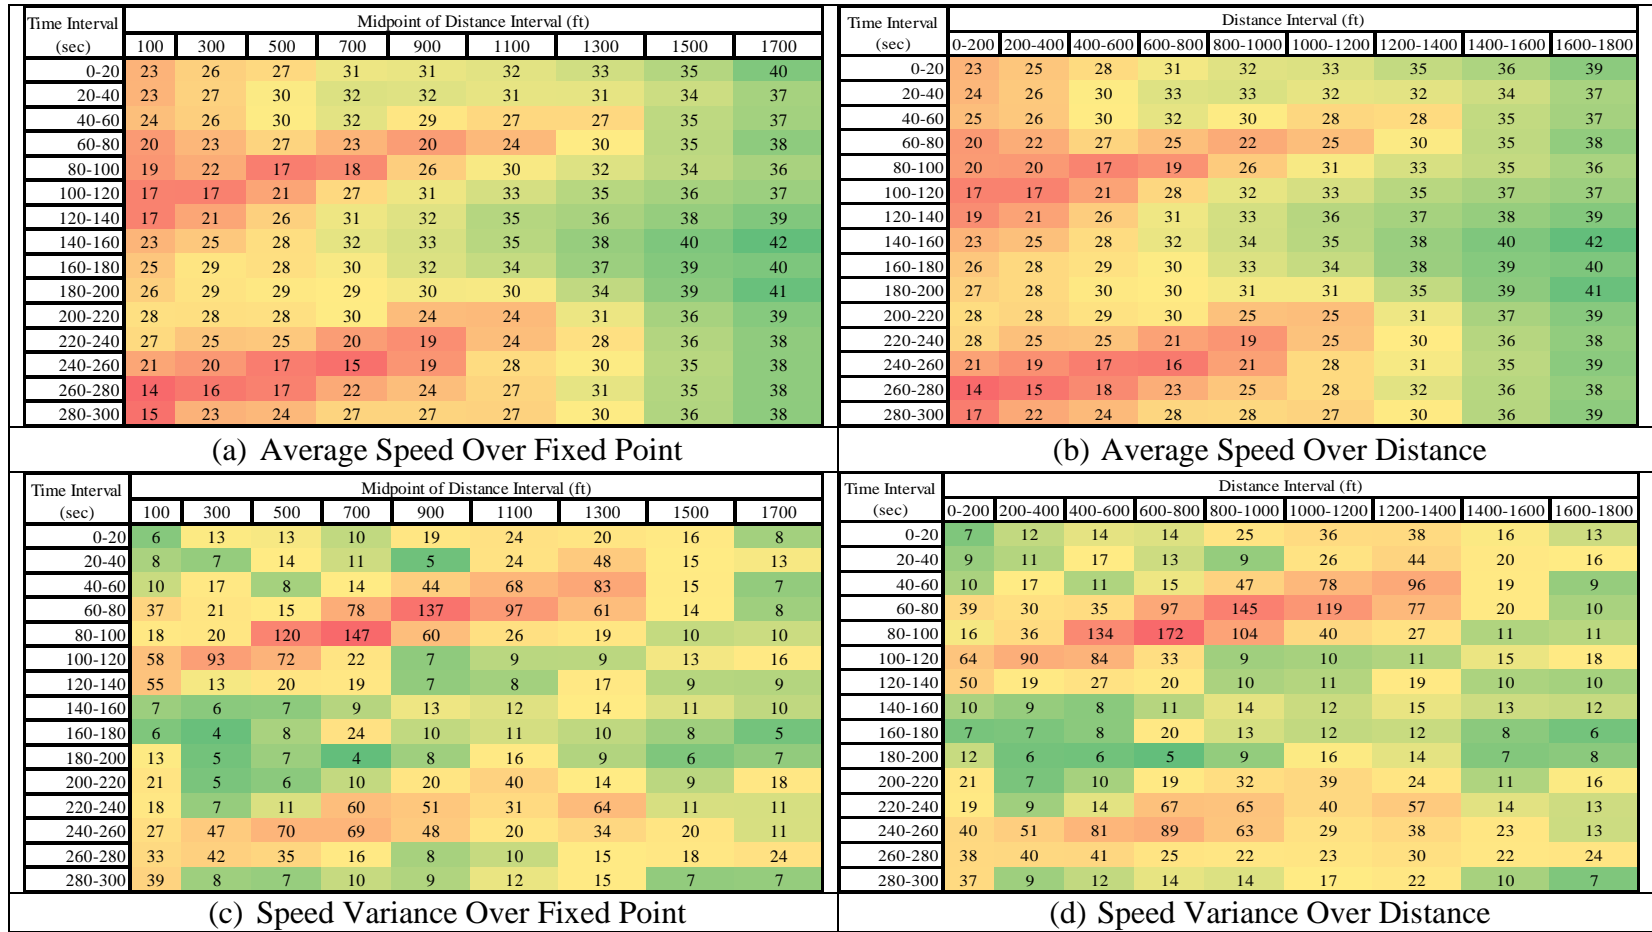 Time Interval Midpoint of Distance Interval (ft)
(sec) 100 300 500 700 900 1100 1300 1500 1700
0-20 23 26 27 31 31 32 33 35 40
20-40 23 27 30 32 32 31 31 34 37
40-60 24 26 30 32 29 27 27 35 37
60-80 20 23 27 23 20 24 30 35 38
80-100 19 22 17 18 26 30 32 34 36
100-120 17 17 21 27 31 33 35 36 37
120-140 17 21 26 31 32 35 36 38 39
140-160 23 25 28 32 33 35 38 40 42
160-180 25 29 28 30 32 34 37 39 40
180-200 26 29 29 29 30 30 34 39 41
200-220 28 28 28 30 24 24 31 36 39
220-240 27 25 25 20 19 24 28 36 38
240-260 21 20 17 15 19 28 30 35 38
260-280 14 16 17 22 24 27 31 35 38
280-300 15 23 24 27 27 27 30 36 38
(a) Average Speed Over Fixed Point
Time Interval Distance Interval (ft)
(sec) 0-200 200-400 400-600 600-800 800-1000 1000-1200 1200-1400 1400-1600 1600-1800
0-20 23 25 28 31 32 33 35 36 39
20-40 24 26 30 33 33 32 32 34 37
40-60 25 26 30 32 30 28 28 35 37
60-80 20 22 27 25 22 25 30 35 38
80-100 20 20 17 19 26 31 33 35 36
100-120 17 17 21 28 32 33 35 37 37
120-140 19 21 26 31 33 36 37 38 39
140-160 23 25 28 32 34 35 38 40 42
160-180 26 28 29 30 33 34 38 39 40
180-200 27 28 30 30 31 31 35 39 41
200-220 28 28 29 30 25 25 31 37 39
220-240 28 25 25 21 19 25 30 36 38
240-260 21 19 17 16 21 28 31 35 39
260-280 14 15 18 23 25 28 32 36 38
280-300 17 22 24 28 28 27 30 36 39
(b) Average Speed Over Distance
Time Interval Midpoint of Distance Interval (ft)
(sec) 100 300 500 700 900 1100 1300 1500 1700
0-20 6 13 13 10 19 24 20 16 8
20-40 8 7 14 11 5 24 48 15 13
40-60 10 17 8 14 44 68 83 15 7
60-80 37 21 15 78 137 97 61 14 8
80-100 18 20 120 147 60 26 19 10 10
100-120 58 93 72 22 7 9 9 13 16
120-140 55 13 20 19 7 8 17 9 9
140-160 7 6 7 9 13 12 14 11 10
160-180 6 4 8 24 10 11 10 8 5
180-200 13 5 7 4 8 16 9 6 7
200-220 21 5 6 10 20 40 14 9 18
220-240 18 7 11 60 51 31 64 11 11
240-260 27 47 70 69 48 20 34 20 11
260-280 33 42 35 16 8 10 15 18 24
280-300 39 8 7 10 9 12 15 7 7
(c) Speed Variance Over Fixed Point
Time Interval Distance Interval (ft)
(sec) 0-200 200-400 400-600 600-800 800-1000 1000-1200 1200-1400 1400-1600 1600-1800
0-20 7 12 14 14 25 36 38 16 13
20-40 9 11 17 13 9 26 44 20 16
40-60 10 17 11 15 47 78 96 19 9
60-80 39 30 35 97 145 119 77 20 10
80-100 16 36 134 172 104 40 27 11 11
100-120 64 90 84 33 9 10 11 15 18
120-140 50 19 27 20 10 11 19 10 10
140-160 10 9 8 11 14 12 15 13 12
160-180 7 7 8 20 13 12 12 8 6
180-200 12 6 6 5 9 16 14 7 8
200-220 21 7 10 19 32 39 24 11 16
220-240 19 9 14 67 65 40 57 14 13
240-260 40 51 81 89 63 29 38 23 13
260-280 38 40 41 25 22 23 30 22 24
280-300 37 9 12 14 14 17 22 10 7
(d) Speed Variance Over Distance